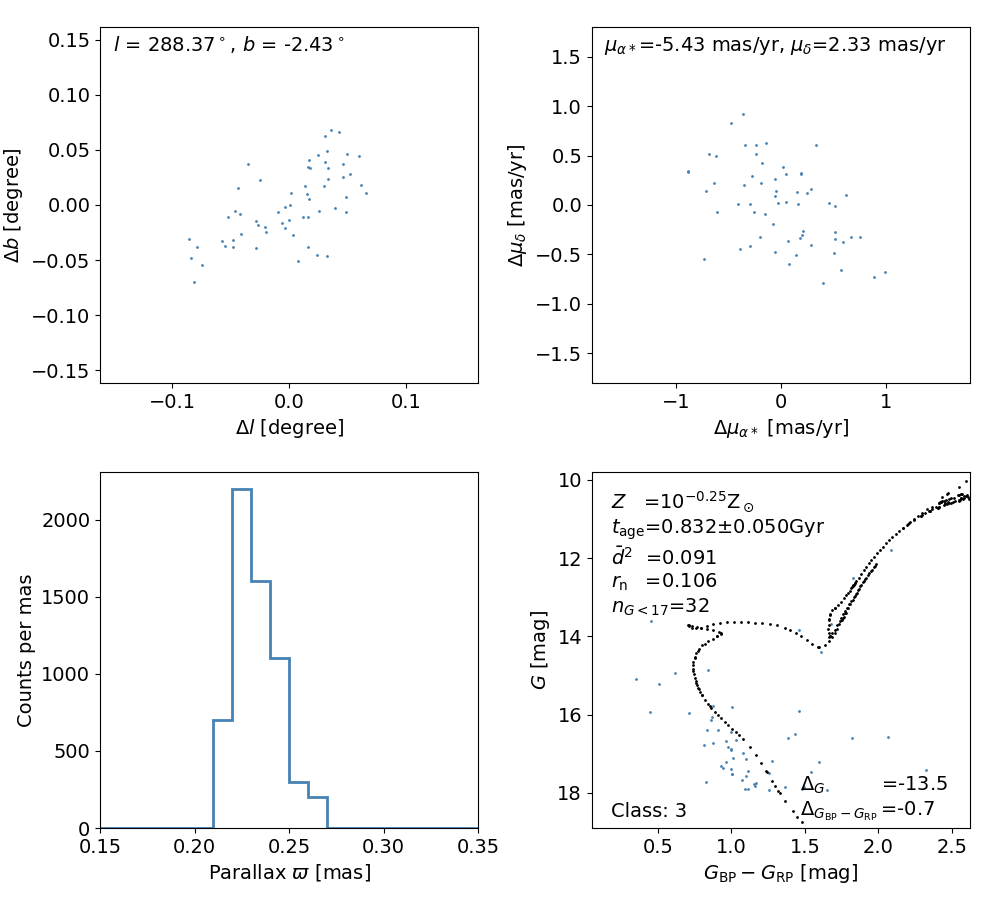 l = 288.37°, b = -2.43°
0.15
0.10
0.05
0.00
−0.05
−0.10
−0.15
Δb [degree]
−0.1
0.0
0.1
Δl [degree]
μα*=-5.43 mas/yr, μδ=2.33 mas/yr
1.5
1.0
0.5
0.0
−0.5
−1.0
−1.5
Δμδ [mas/yr]
−1
0
1
Δμα* [mas/yr]
2000
1500
1000
500
0
Counts per mas
0.15
0.20
0.25
0.30
0.35
Parallax ϖ [mas]
10
12
14
16
18
G [mag]
Z =10^−0.25 Z⊙
t_age=0.832±0.050Gyr
d̄² =0.091
r_n =0.106
n_G<17=32
Class: 3
Δ_G =-13.5
Δ_GBP−GRP =-0.7
0.5
1.0
1.5
2.0
2.5
G_BP − G_RP [mag]